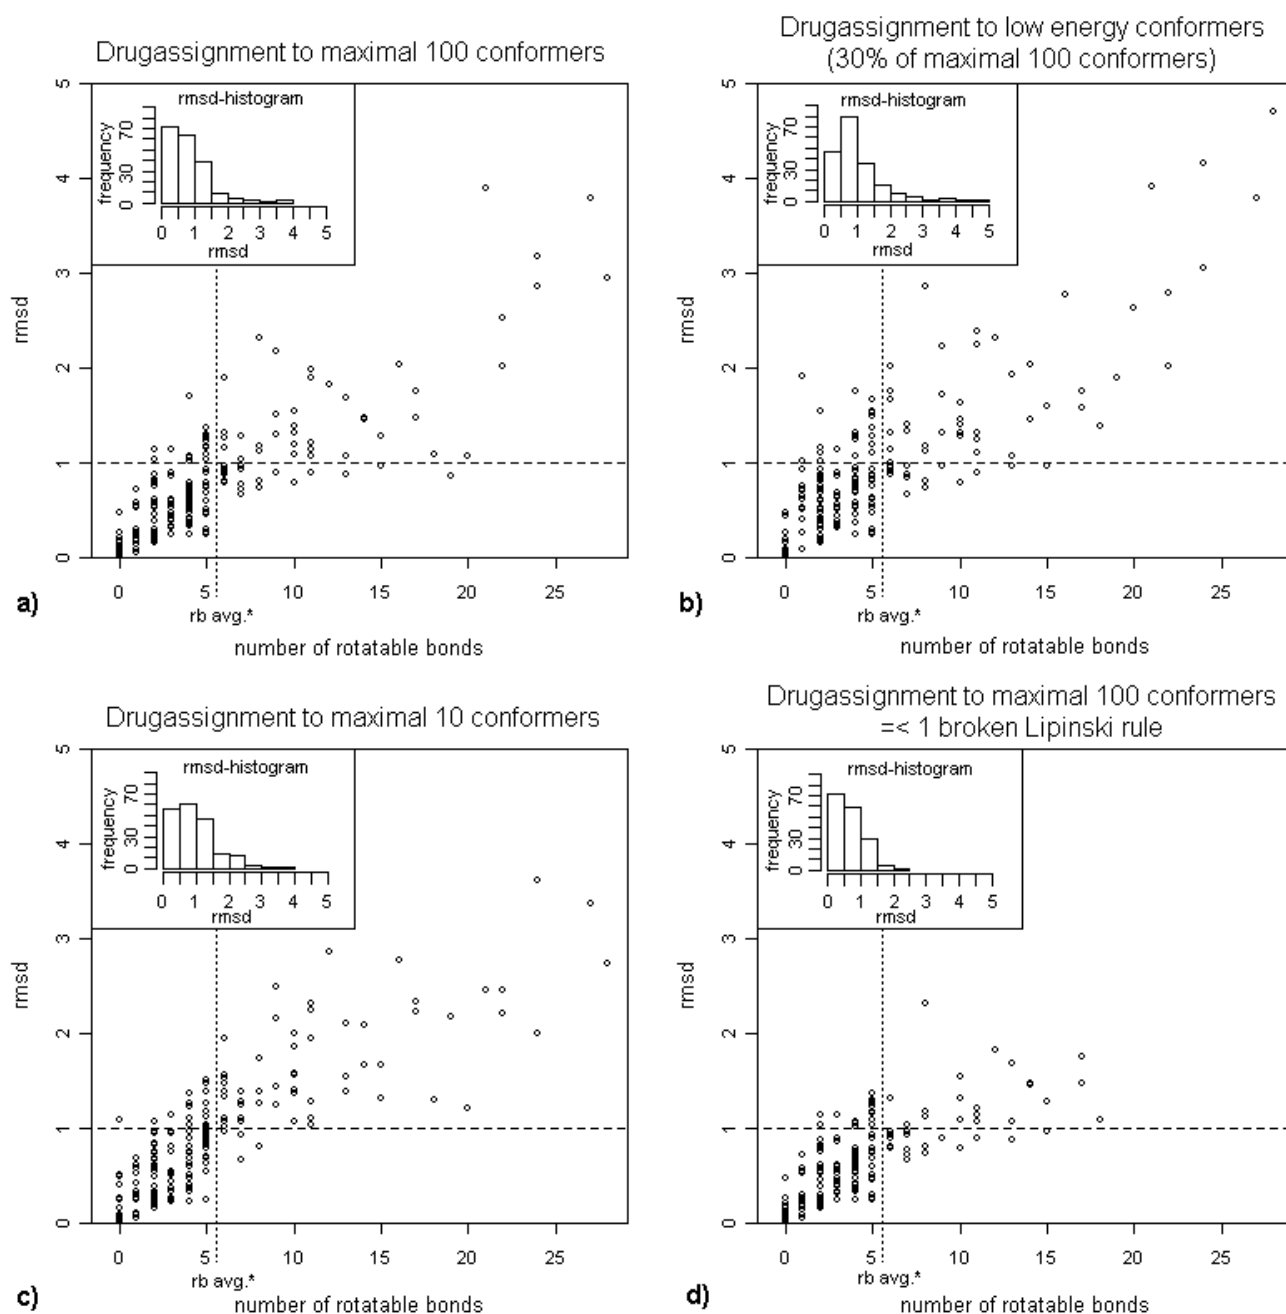 Drugassignment to maximal 100 conformers
rmsd-histogram
frequency
0 30 70
0 1 2 3 4 5
rmsd
rmsd
0 1 2 3 4 5
0 5 10 15 20 25
rb avg.*
number of rotatable bonds
a)
Drugassignment to low energy conformers
(30% of maximal 100 conformers)
rmsd-histogram
frequency
0 30 70
0 1 2 3 4 5
rmsd
rmsd
0 1 2 3 4 5
0 5 10 15 20 25
rb avg.*
number of rotatable bonds
b)
Drugassignment to maximal 10 conformers
rmsd-histogram
frequency
0 30 70
0 1 2 3 4 5
rmsd
rmsd
0 1 2 3 4 5
0 5 10 15 20 25
rb avg.*
number of rotatable bonds
c)
Drugassignment to maximal 100 conformers
=< 1 broken Lipinski rule
rmsd-histogram
frequency
0 30 70
0 1 2 3 4 5
rmsd
rmsd
0 1 2 3 4 5
0 5 10 15 20 25
rb avg.*
number of rotatable bonds
d)